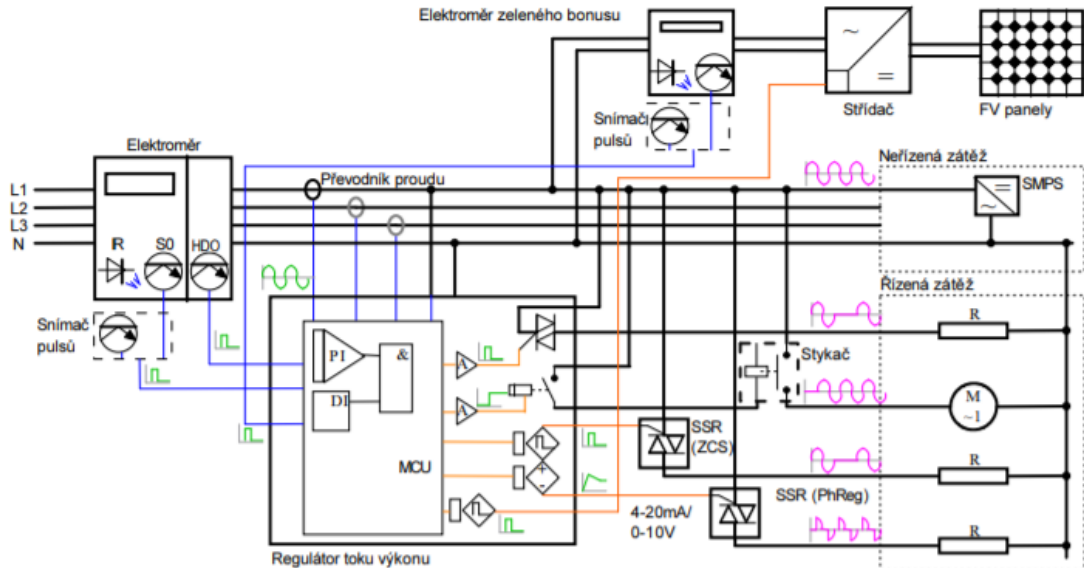 Elektroměr zeleného bonusu
~
=
Střídač
FV panely
Snímač
pulsů
Elektroměr
Převodník proudu
Neřízená zátěž
L1
L2
L3
N
IR
S0
HDO
=
~
SMPS
Snímač
pulsů
Řízená zátěž
PI
&
DI
A
A
MCU
+
-
R
Stykač
M
~1
SSR
(ZCS)
R
SSR (PhReg)
4-20mA/
0-10V
R
Regulátor toku výkonu